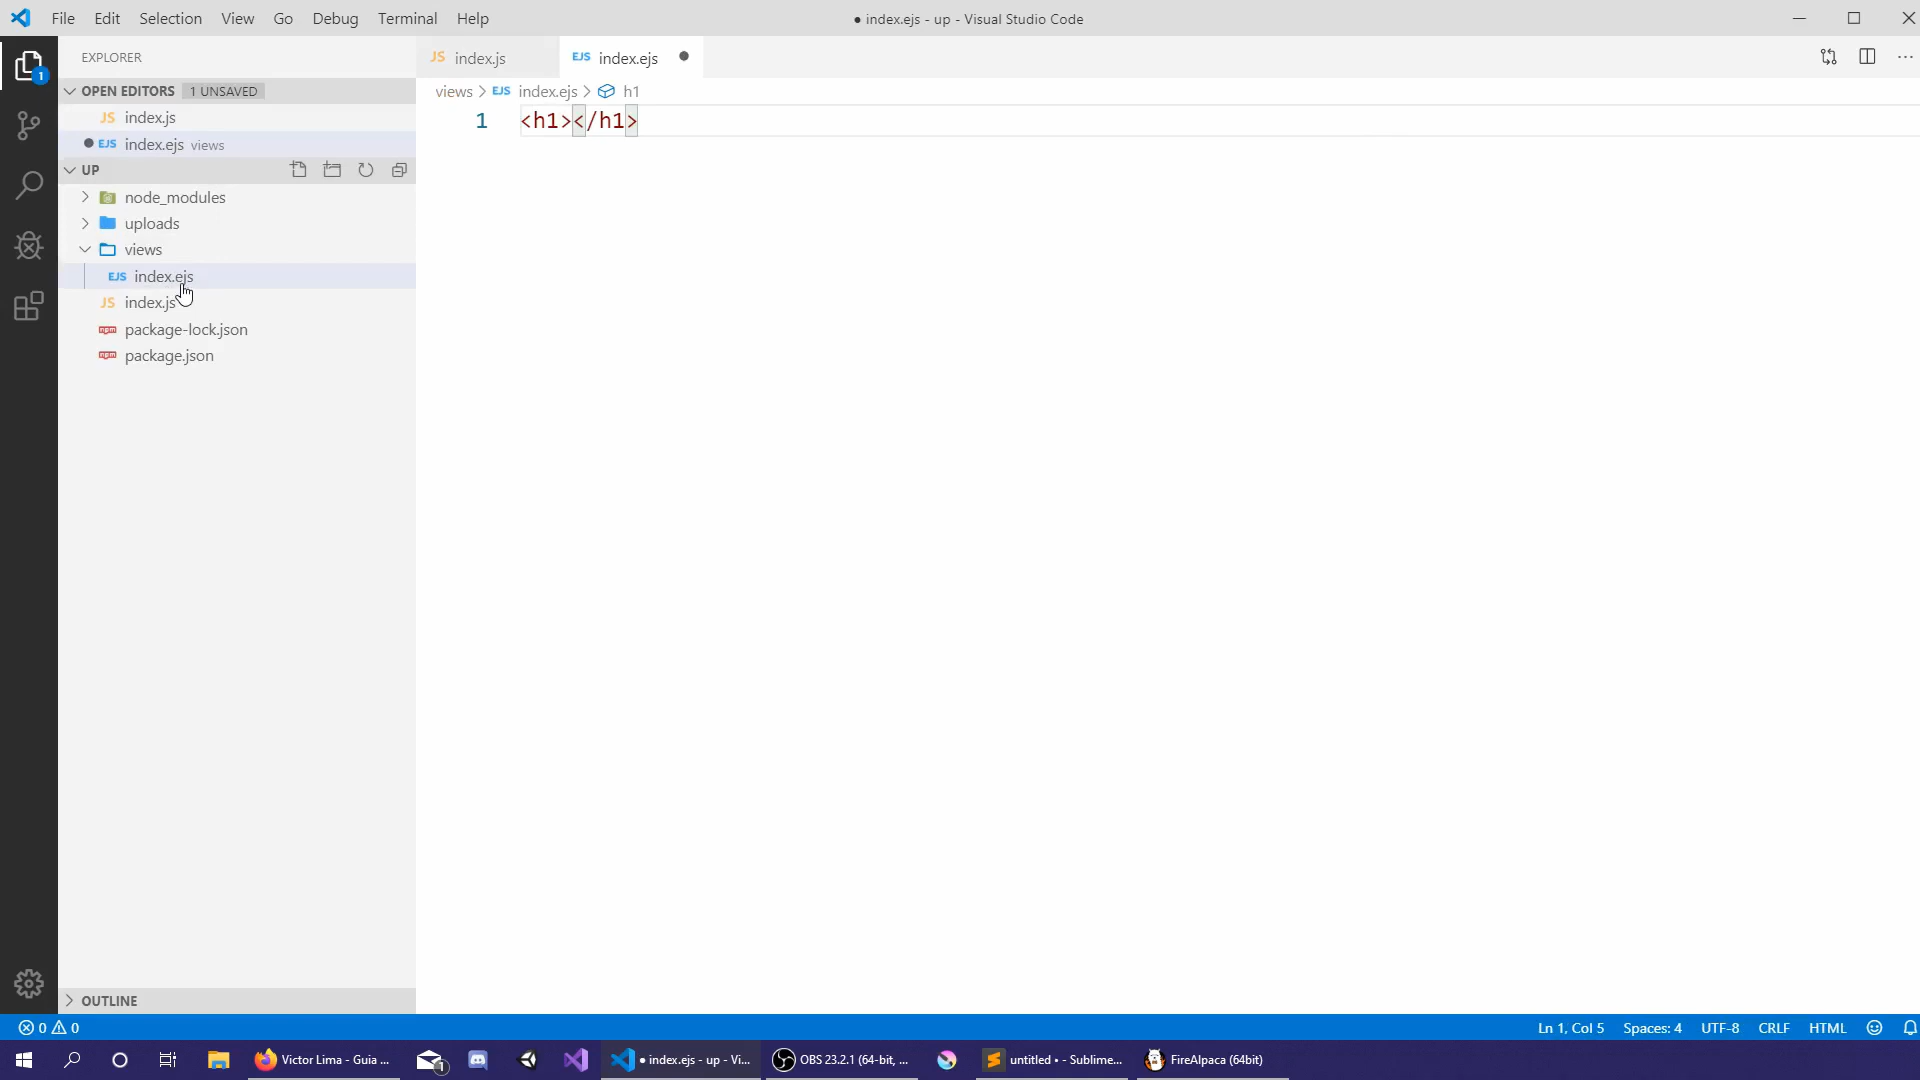 File Edit Selection View Go Debug Terminal Help
● index.ejs - up - Visual Studio Code
EXPLORER
1
OPEN EDITORS 1 UNSAVED
JS index.js
EJS index.ejs views
UP
node_modules
uploads
views
EJS index.ejs
JS index.js
package-lock.json
package.json
OUTLINE
JS index.js
EJS index.ejs
views > EJS index.ejs > h1
1 <h1></h1>
0 0
Ln 1, Col 5 Spaces: 4 UTF-8 CRLF HTML
Victor Lima - Guia ...
1
● index.ejs - up - Vi...
OBS 23.2.1 (64-bit, ...
untitled • - Sublime...
FireAlpaca (64bit)